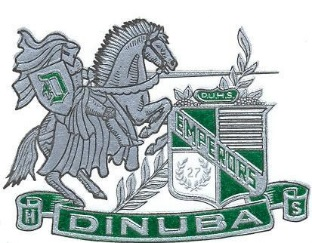 D
D.U.H.S.
EMPERORS
27
H DINUBA S